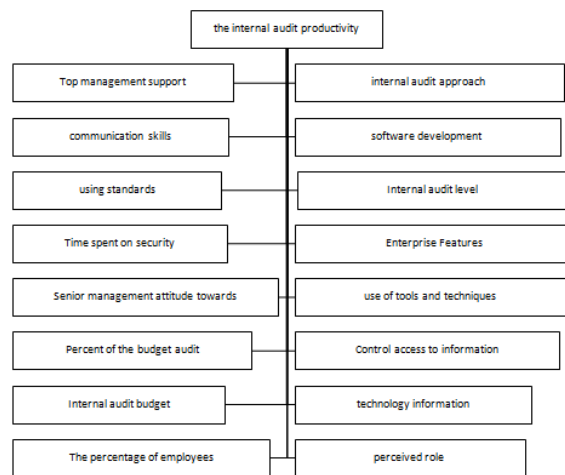 the internal audit productivity
Top management support
internal audit approach
communication skills
software development
using standards
Internal audit level
Time spent on security
Enterprise Features
Senior management attitude towards
use of tools and techniques
Percent of the budget audit
Control access to information
Internal audit budget
technology information
The percentage of employees
perceived role